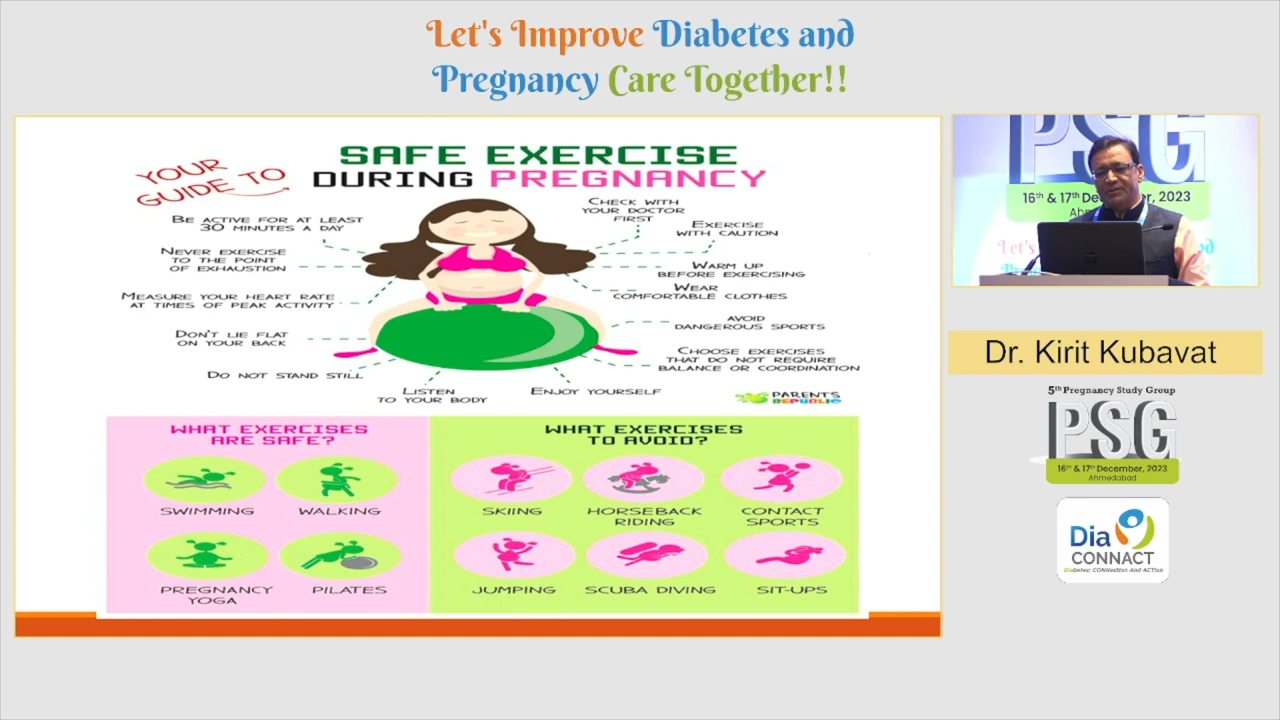 Let's Improve Diabetes and
Pregnancy Care Together!!
YOUR
GUIDE TO
SAFE EXERCISE
DURING PREGNANCY
BE ACTIVE FOR AT LEAST
30 MINUTES A DAY
NEVER EXERCISE
TO THE POINT
OF EXHAUSTION
MEASURE YOUR HEART RATE
AT TIMES OF PEAK ACTIVITY
DON'T LIE FLAT
ON YOUR BACK
DO NOT STAND STILL
LISTEN
TO YOUR BODY
ENJOY YOURSELF
CHECK WITH
YOUR DOCTOR
FIRST
EXERCISE
WITH CAUTION
WARM UP
BEFORE EXERCISING
WEAR
COMFORTABLE CLOTHES
AVOID
DANGEROUS SPORTS
CHOOSE EXERCISES
THAT DO NOT REQUIRE
BALANCE OR COORDINATION
PARENTS
REPUBLIC
WHAT EXERCISES
ARE SAFE?
SWIMMING
WALKING
PREGNANCY
YOGA
PILATES
WHAT EXERCISES
TO AVOID?
SKIING
HORSEBACK
RIDING
CONTACT
SPORTS
JUMPING
SCUBA DIVING
SIT-UPS
PSG
16th & 17th De 2023
Let's
Dr. Kirit Kubavat
5th Pregnancy Study Group
PSG
16th & 17th December, 2023
Ahmedabad
Dia
CONNACT
Diabetes CONNection And ACTion